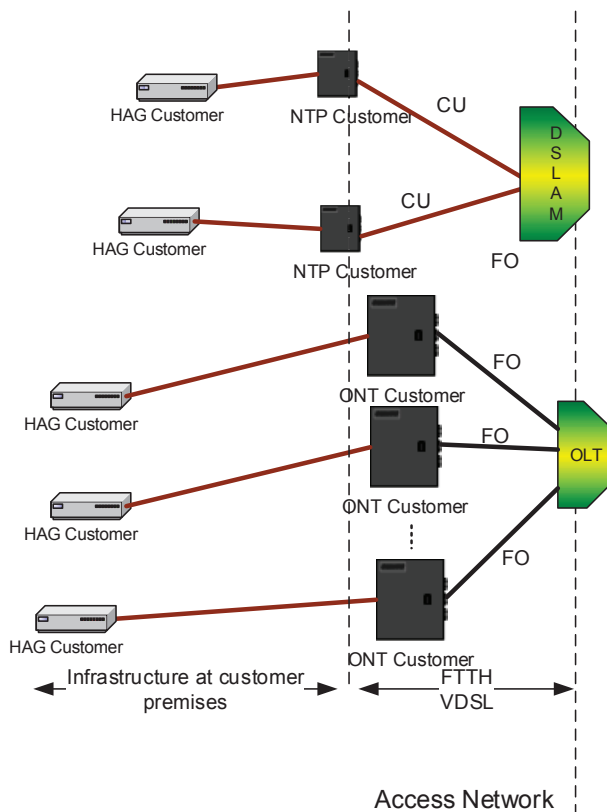 HAG Customer
NTP Customer
CU
DSLAM
HAG Customer
CU
NTP Customer
FO
HAG Customer
ONT Customer
FO
OLT
HAG Customer
ONT Customer
FO
HAG Customer
ONT Customer
FO
Infrastructure at customer
premises
FTTH
VDSL
Access Network